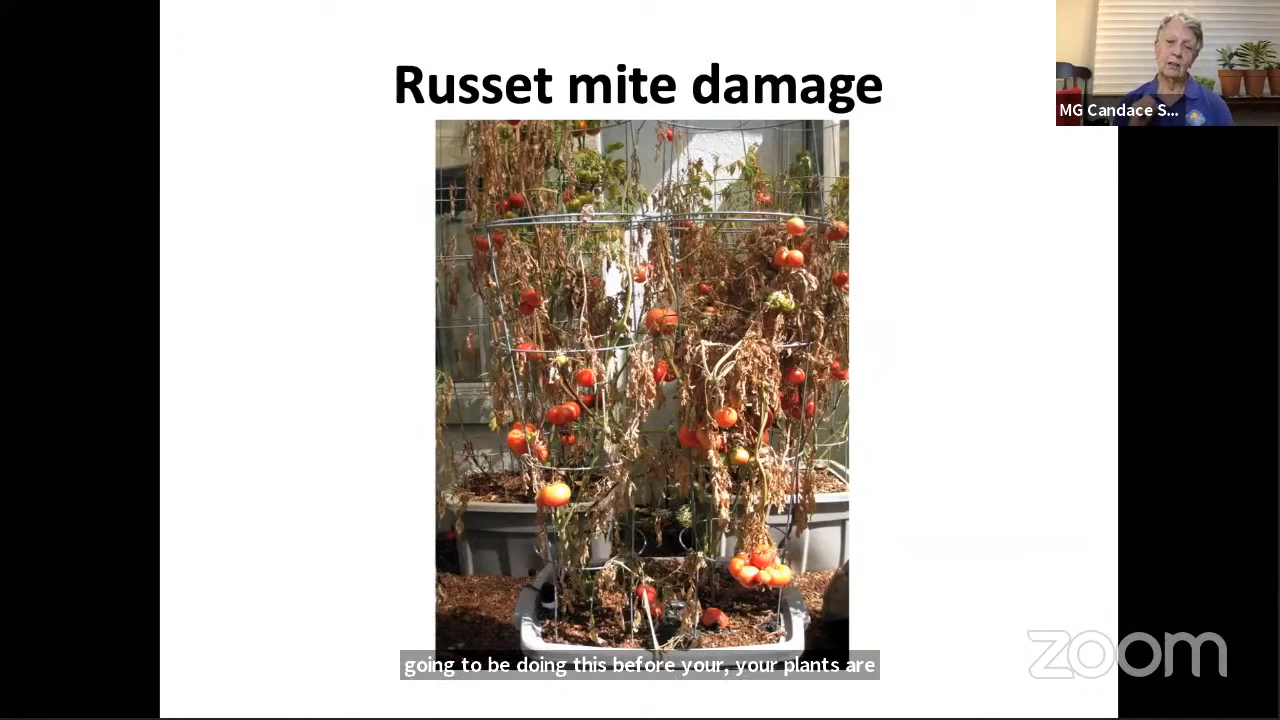 Russet mite damage
MG Candace S...
going to be doing this before your, your plants are
zoom